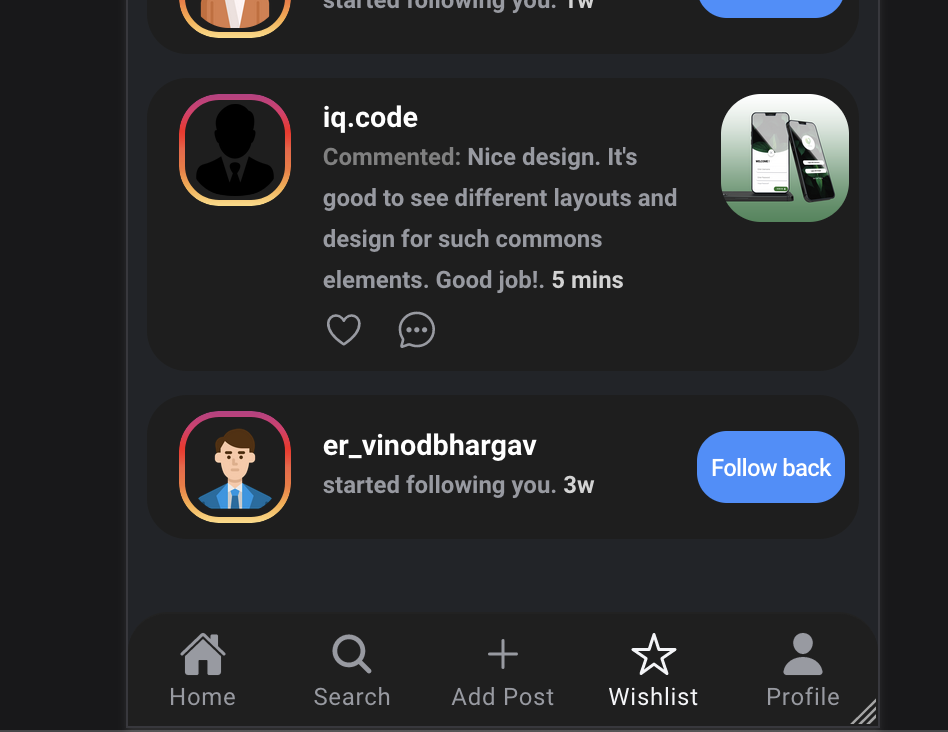 started following you. 1w
iq.code
Commented: Nice design. It's
good to see different layouts and
design for such commons
elements. Good job!. 5 mins
er_vinodbhargav
started following you. 3w
Follow back
Home
Search
Add Post
Wishlist
Profile